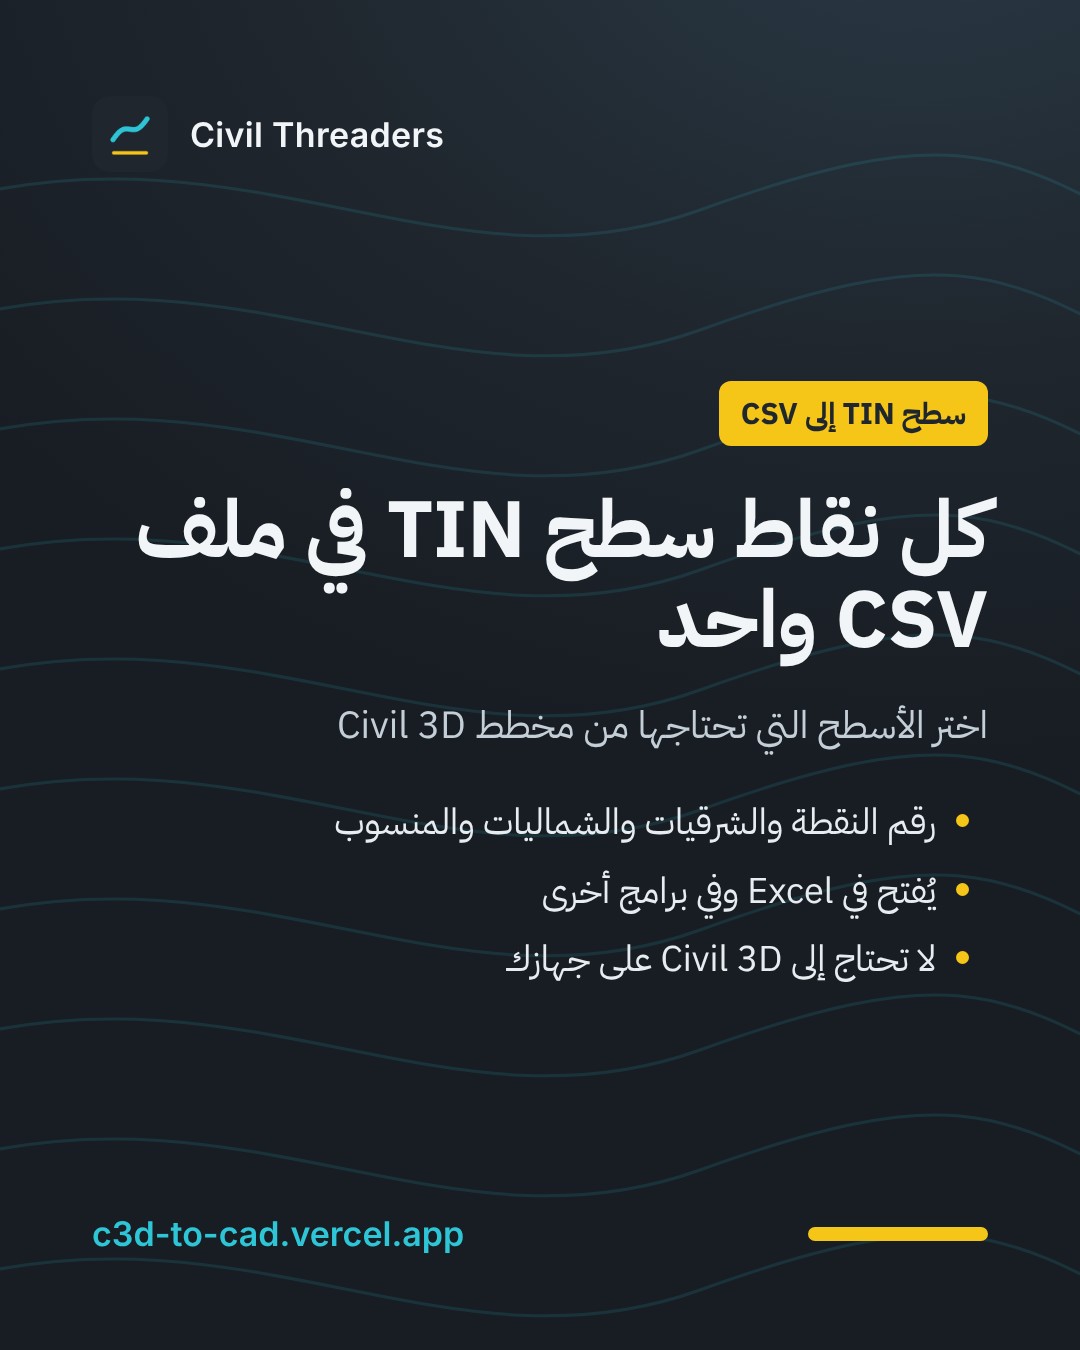 Civil Threaders
سطح TIN إلى CSV
كل نقاط سطح TIN في ملف
CSV واحد
اختر الأسطح التي تحتاجها من مخطط Civil 3D
رقم النقطة والشرقيات والشماليات والمنسوب
يُفتح في Excel وفي برامج أخرى
لا تحتاج إلى Civil 3D على جهازك
c3d-to-cad.vercel.app